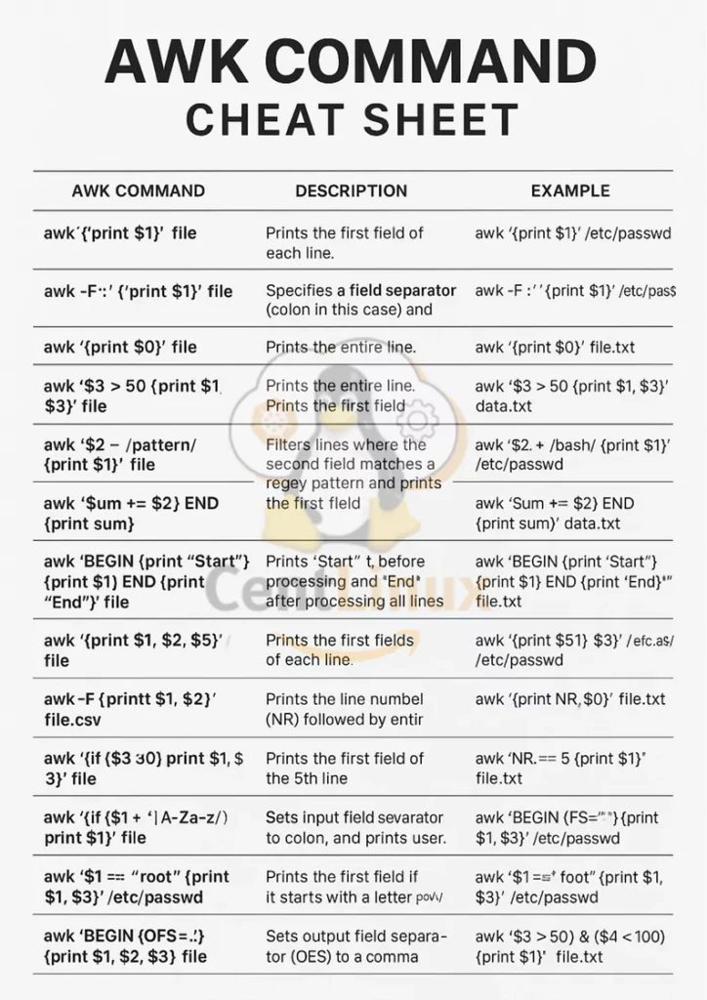 AWK COMMAND
CHEAT SHEET
AWK COMMAND DESCRIPTION EXAMPLE
awk´{‘print $1}’ file
Prints the first field of
each line.
awk ‘{print $1}’ /etc/passwd
awk -F·:’ {‘print $1}’ file
Specifies a field separator
(colon in this case) and
awk -F :’ ’{print $1}’ /etc/pas$
awk ‘{print $0}’ file
Prints the entire line.
awk ‘{print $0}’ file.txt
awk ‘$3 > 50 {print $1,
$3}’ file
Prints the entire line.
Prints the first field
awk ‘$3 > 50 {print $1, $3}’
data.txt
awk ‘$2 – /pattern/
{print $1}’ file
Filters lines where the
second field matches a
regey pattern and prints
the first fleld
awk ‘$2. + /bash/ {print $1}’
/etc/passwd
awk ‘$um += $2} END
{print sum}
awk ‘Sum += $2} END
{print sum}’ data.txt
awk ‘BEGIN {print “Start”}
{print $1) END {print
“End”}’ file
Prints ‘Start” t, before
processing and "End"
after processing all lines
awk ‘BEGIN {print ‘Start”}
{print $1} END {print ‘End}"”
file.txt
CentLinux
awk ‘{print $1, $2, $5}’
file
Prints the first fields
of each line.
awk ‘{print $51} $3}’ /efc.as/
/etc/passwd
awk -F {printt $1, $2}’
file.csv
Prints the line numbel
(NR) followed by entir
awk ‘{print NR, $0}’ file.txt
awk ‘{if ($3 30) print $1, $
3}’ file
Prints the first field of
the 5th line
awk ‘NR.== 5 {print $1}"
file.txt
awk ‘{if ($1 + ‘| A-Za-z/)
print $1}’ file
Sets input field sevarator
to colon, and prints user.
awk ‘BEGIN (FS= {print
$1, $3}’ /etc/passwd
awk ‘$1 == “root” {print
$1, $3}’ /etc/passwd
Prints the first field if
it starts with a letter
awk ‘$1 == foot” {print $1,
$3}’ /etc/passwd
awk ‘BEGIN {OFS=.:}
{print $1, $2, $3} file
Sets output field separa-
tor (OES) to a comma
awk ‘$3 > 50) & ($4 < 100)
{print $1}’ file.txt